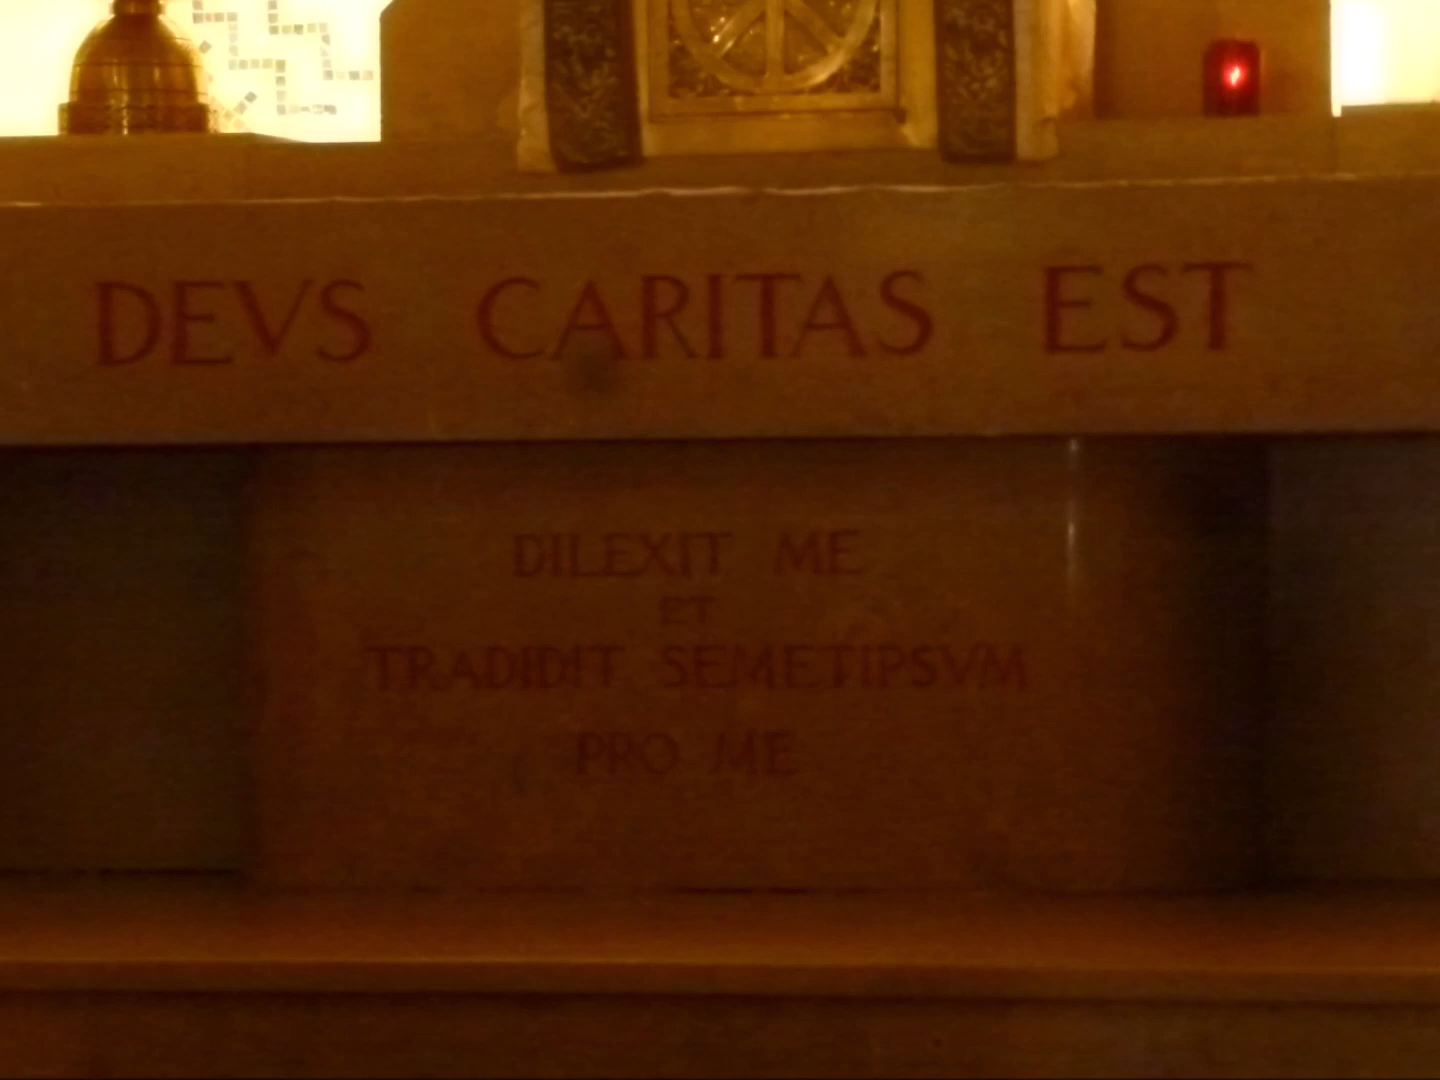 DEVS CARITAS EST
DILEXIT ME
ET
TRADIDIT SEMETIPSVM
PRO ME